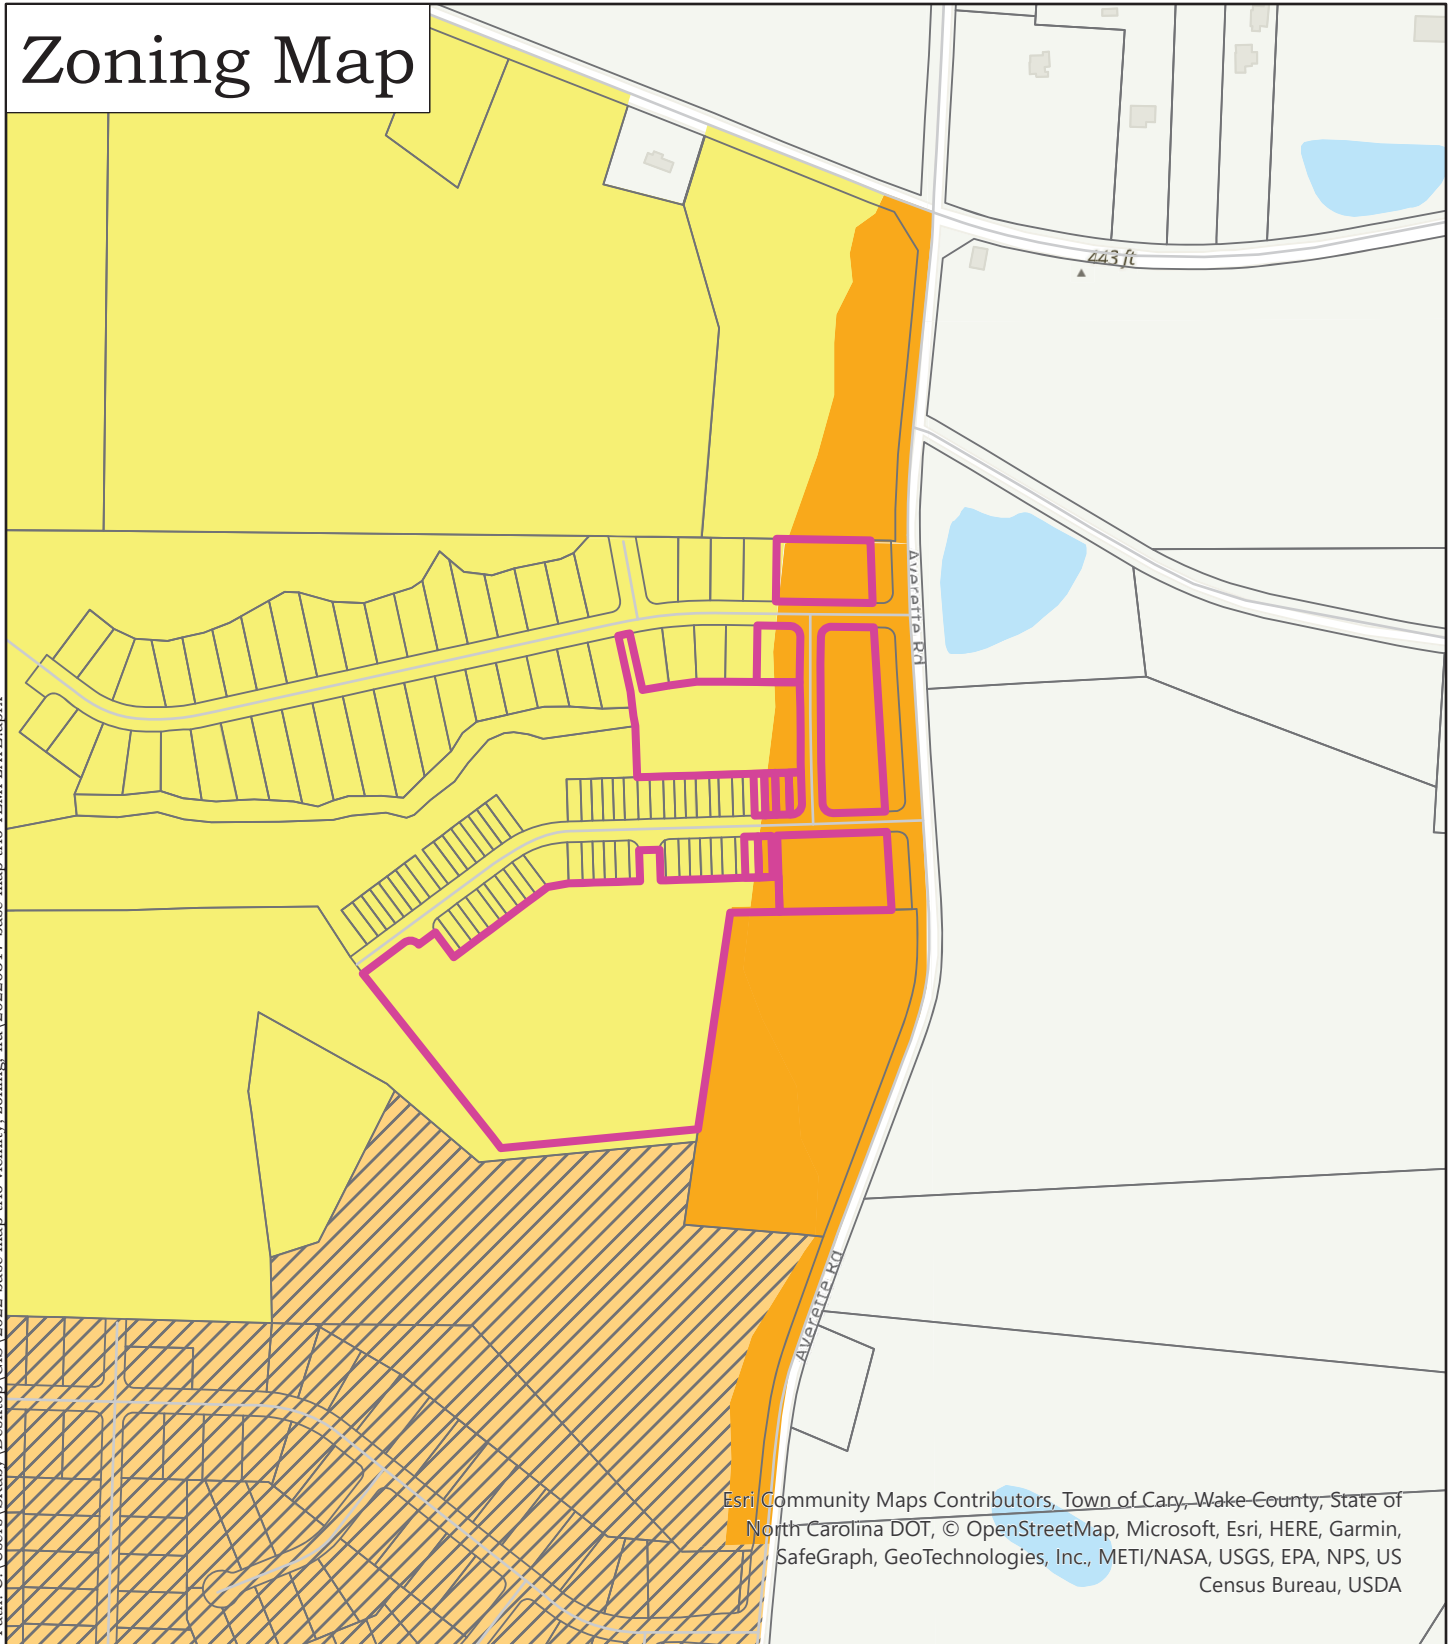 Zoning Map
443 ft
Averette Rd
Averette Rd
Esri Community Maps Contributors, Town of Cary, Wake County, State of
North Carolina DOT, © OpenStreetMap, Microsoft, Esri, HERE, Garmin,
SafeGraph, GeoTechnologies, Inc., METI/NASA, USGS, EPA, NPS, US
Census Bureau, USDA